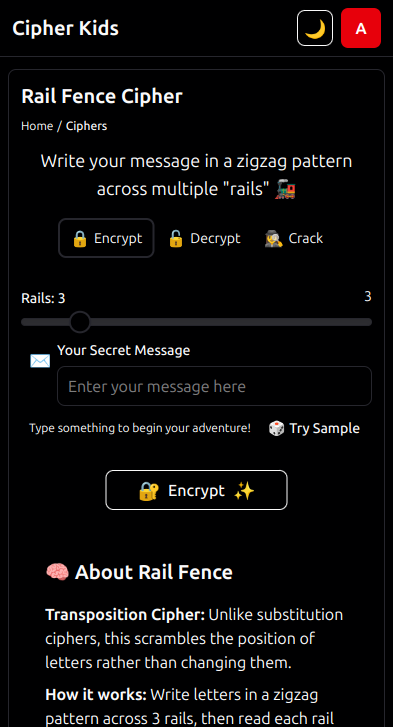 Cipher Kids
A
Rail Fence Cipher
Home / Ciphers
Write your message in a zigzag pattern
across multiple "rails" 🚂
🔒 Encrypt 🔓 Decrypt 🕵️ Crack
Rails: 3 3
✉️ Your Secret Message
Enter your message here
Type something to begin your adventure! 🎲 Try Sample
🔐 Encrypt ✨
🧠 About Rail Fence
Transposition Cipher: Unlike substitution
ciphers, this scrambles the position of
letters rather than changing them.
How it works: Write letters in a zigzag
pattern across 3 rails, then read each rail